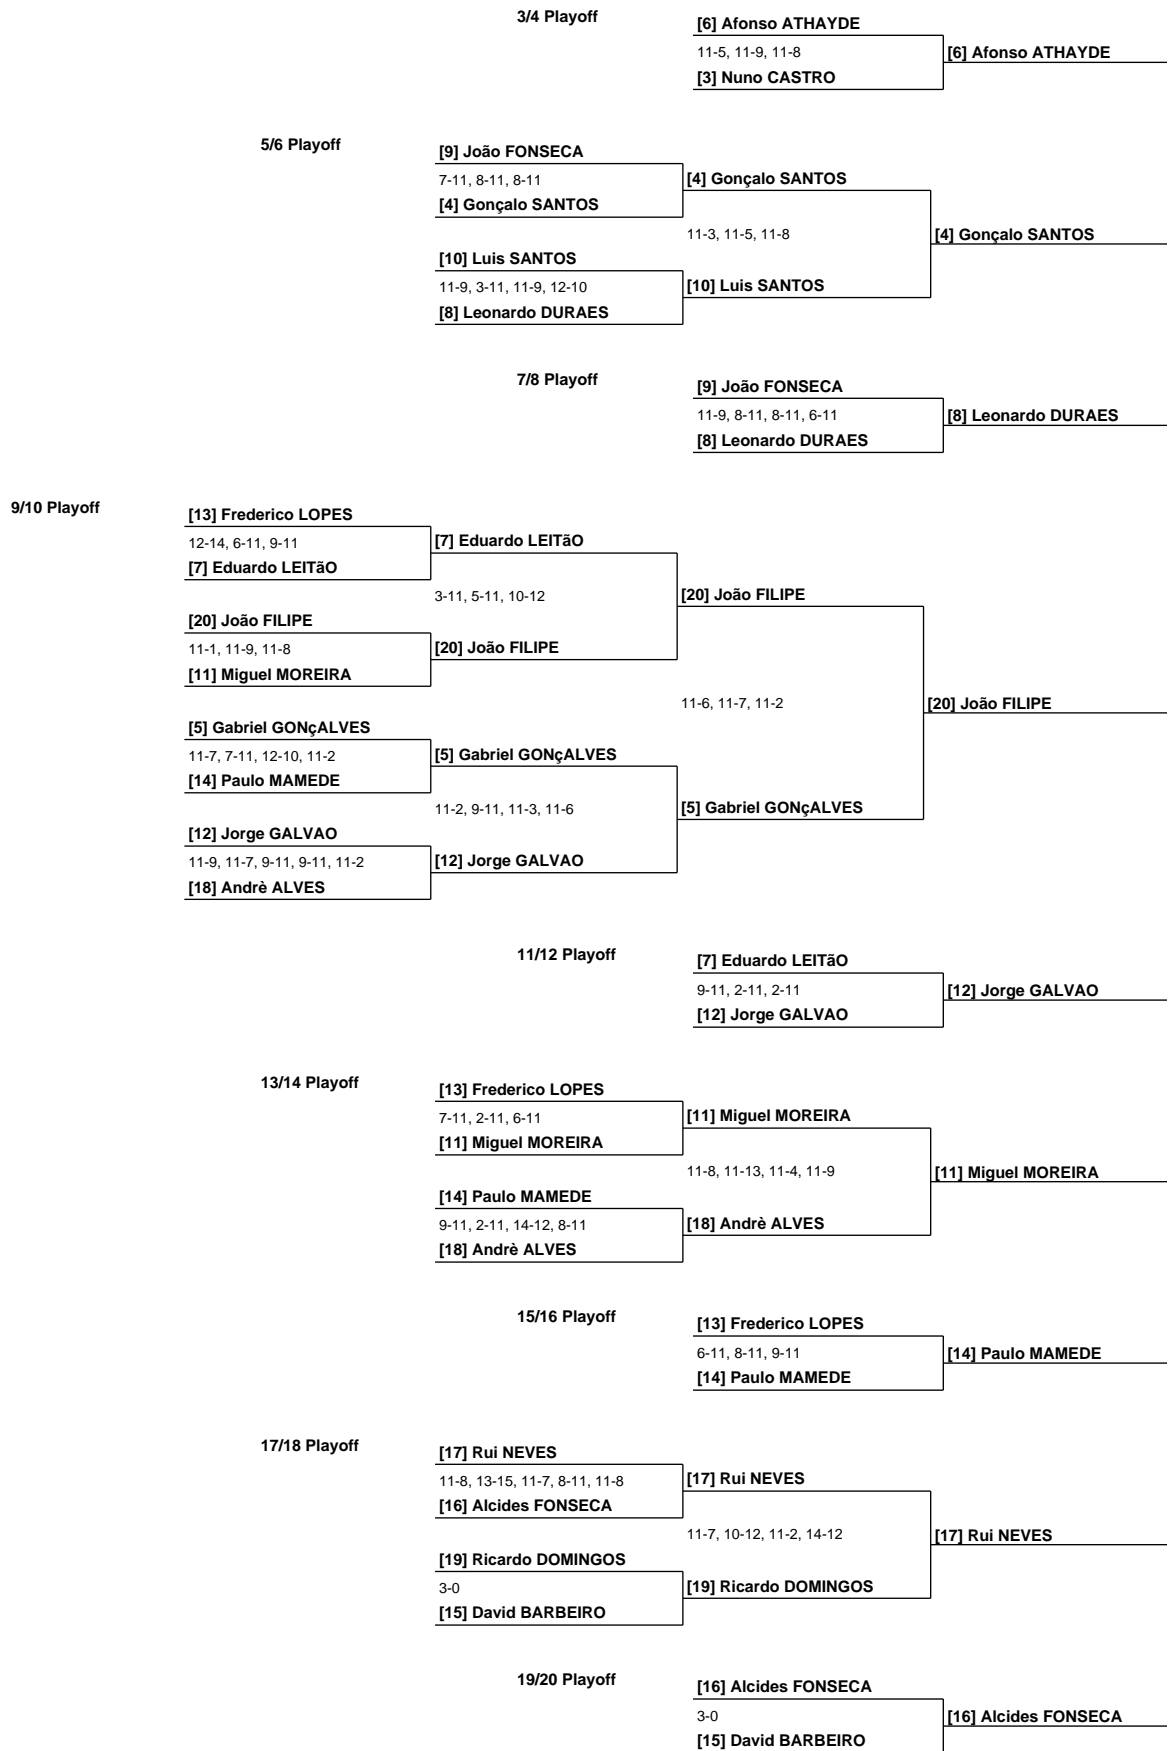 3/4 Playoff
[6] Afonso ATHAYDE
11-5, 11-9, 11-8
[6] Afonso ATHAYDE
[3] Nuno CASTRO
5/6 Playoff
[9] João FONSECA
7-11, 8-11, 8-11
[4] Gonçalo SANTOS
[4] Gonçalo SANTOS
11-3, 11-5, 11-8
[4] Gonçalo SANTOS
[10] Luis SANTOS
11-9, 3-11, 11-9, 12-10
[10] Luis SANTOS
[8] Leonardo DURAES
7/8 Playoff
[9] João FONSECA
11-9, 8-11, 8-11, 6-11
[8] Leonardo DURAES
[8] Leonardo DURAES
9/10 Playoff
[13] Frederico LOPES
12-14, 6-11, 9-11
[7] Eduardo LEITãO
[7] Eduardo LEITãO
3-11, 5-11, 10-12
[20] João FILIPE
[20] João FILIPE
11-1, 11-9, 11-8
[20] João FILIPE
[11] Miguel MOREIRA
11-6, 11-7, 11-2
[20] João FILIPE
[5] Gabriel GONçALVES
11-7, 7-11, 12-10, 11-2
[5] Gabriel GONçALVES
[14] Paulo MAMEDE
11-2, 9-11, 11-3, 11-6
[5] Gabriel GONçALVES
[12] Jorge GALVAO
11-9, 11-7, 9-11, 9-11, 11-2
[12] Jorge GALVAO
[18] Andrè ALVES
11/12 Playoff
[7] Eduardo LEITãO
9-11, 2-11, 2-11
[12] Jorge GALVAO
[12] Jorge GALVAO
13/14 Playoff
[13] Frederico LOPES
7-11, 2-11, 6-11
[11] Miguel MOREIRA
[11] Miguel MOREIRA
11-8, 11-13, 11-4, 11-9
[11] Miguel MOREIRA
[14] Paulo MAMEDE
9-11, 2-11, 14-12, 8-11
[18] Andrè ALVES
[18] Andrè ALVES
15/16 Playoff
[13] Frederico LOPES
6-11, 8-11, 9-11
[14] Paulo MAMEDE
[14] Paulo MAMEDE
17/18 Playoff
[17] Rui NEVES
11-8, 13-15, 11-7, 8-11, 11-8
[17] Rui NEVES
[16] Alcides FONSECA
11-7, 10-12, 11-2, 14-12
[17] Rui NEVES
[19] Ricardo DOMINGOS
3-0
[19] Ricardo DOMINGOS
[15] David BARBEIRO
19/20 Playoff
[16] Alcides FONSECA
3-0
[16] Alcides FONSECA
[15] David BARBEIRO